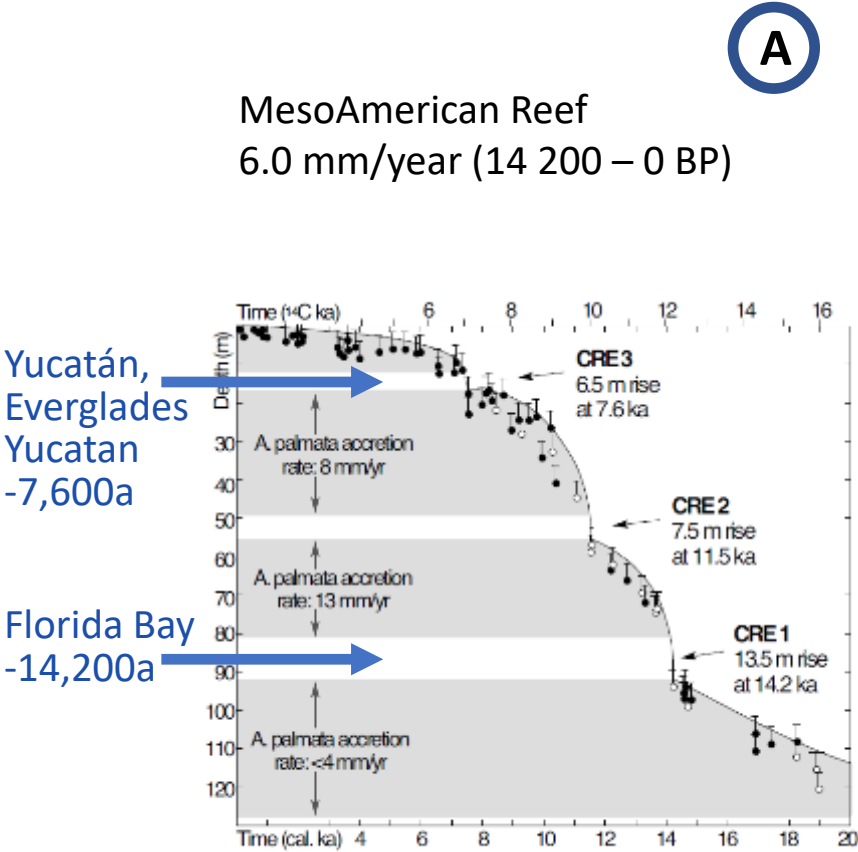 A
MesoAmerican Reef
6.0 mm/year (14 200 – 0 BP)
Time (¹⁴C ka) 6 8 10 12 14 16
Depth (m)
30
40
50
60
70
80
90
100
110
120
Yucatán,
Everglades
Yucatan
-7,600a
Florida Bay
-14,200a
A. palmata accretion
rate: 8 mm/yr
A. palmata accretion
rate: 13 mm/yr
A. palmata accretion
rate: <4 mm/yr
CRE 3
6.5 m rise
at 7.6 ka
CRE 2
7.5 m rise
at 11.5 ka
CRE 1
13.5 m rise
at 14.2 ka
Time (cal. ka) 4 6 8 10 12 14 16 18 20